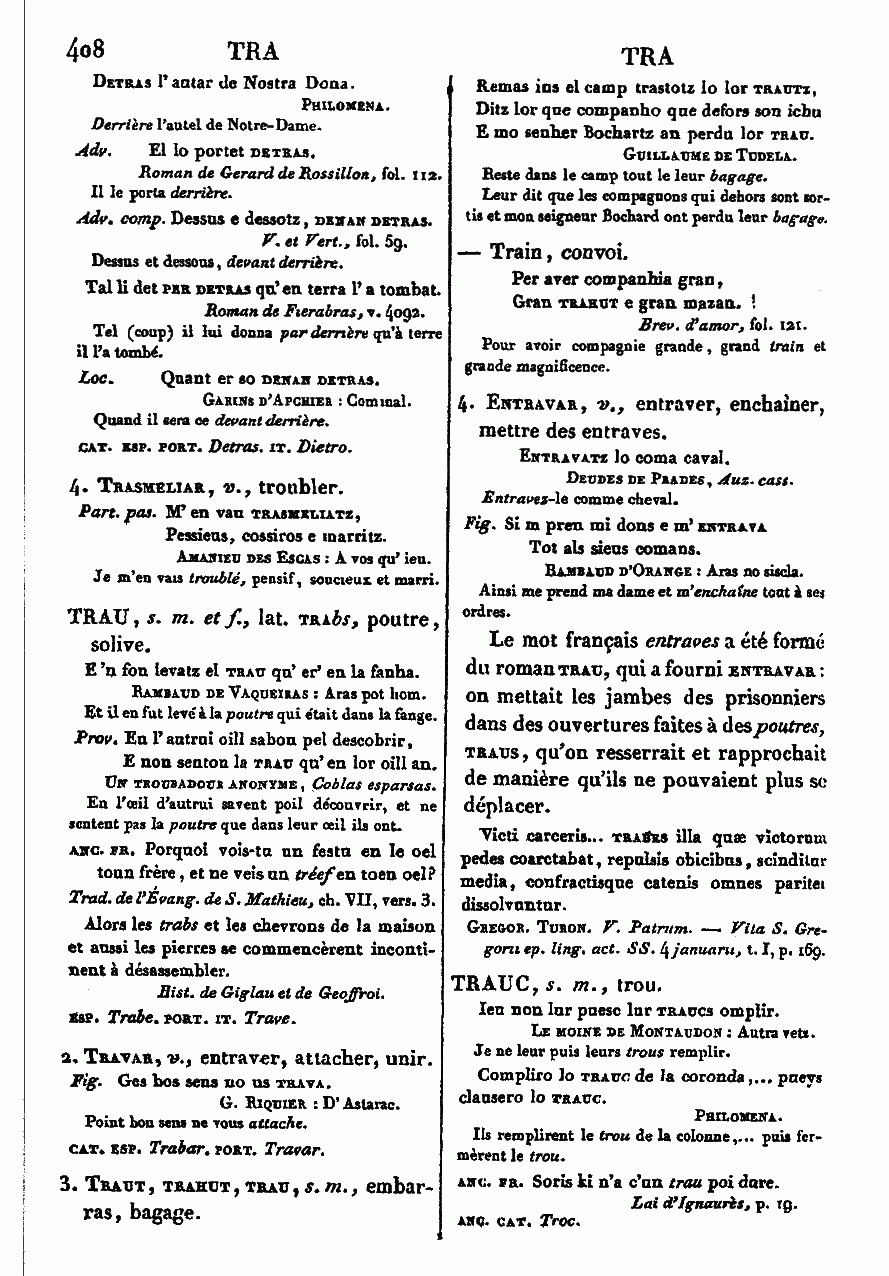 408 TRA
DETRAS l'autar de Nostra Dona.
PHILOMENA.
Derrière l'autel de Notre-Dame.
Adv. El lo portet DETRAS.
Roman de Gerard de Rossillon, fol. 112.
Il le porta derrière.
Adv. comp. Dessus e dessotz, DENAN DETRAS.
V. et Vert., fol. 59.
Dessus et dessous, devant derrière.
Tal li det PER DETRAS qu'en terra l'a tombat.
Roman de Fierabras, v. 4092.
Tel (coup) il lui donna par derrière qu'à terre
il l'a tombé.
Loc. Quant er so DENAN DETRAS.
GARINS D'APCHIER : Cominal.
Quand il sera ce devant derrière.
CAT. ESP. PORT. Detras. IT. Dietro.
4. TRASMELIAR, v., troubler.
Part. pas. M'en vau TRASMELIATZ,
Pessieus, cossiros e marritz.
AMANIEU DES ESCAS : A vos qu'ieu.
Je m'en vais troublé, pensif, soucieux et marri.
TRAU, s. m. et f., lat. TRAbs, poutre,
solive.
E'n fon levatz el TRAU qu'er'en la fanha.
RAMBAUD DE VAQUEIRAS : Aras pot hom.
Et il en fut levé à la poutre qui était dans la fange.
Prov. En l'autrui oill sabon pel descobrir,
E non senton la TRAU qu'en lor oill an.
UN TROUBADOUR ANONYME, Coblas esparsas.
En l'œil d'autrui savent poil découvrir, et ne
sentent pas la poutre que dans leur œil ils ont.
ANC. FR. Porquoi vois-tu un festu en le oel
toun frère, et ne veis un tréef en toen oel?
Trad. de l'Évang. de S. Mathieu, ch. VII, vers. 3.
Alors les trabs et les chevrons de la maison
et aussi les pierres se commencèrent inconti-
nent à désassembler.
Hist. de Giglau et de Geoffroi.
ESP. Trabe. PORT. IT. Trave.
2. TRAVAR, v., entraver, attacher, unir.
Fig. Ges bos sens no us TRAVA.
G. RIQUIER : D'Astarac.
Point bon sens ne vous attache.
CAT. ESP. Trabar. PORT. Travar.
3. TRAUT, TRAHUT, TRAU, s. m., embar-
ras, bagage.
TRA
Remas ins el camp trastotz lo lor TRAUTZ,
Ditz lor que companho que defors son ichu
E mo senher Bochartz an perdu lor TRAU.
GUILLAUME DE TUDELA.
Reste dans le camp tout le leur bagage.
Leur dit que les compagnons qui dehors sont sor-
tis et mon seigneur Bochard ont perdu leur bagage.
— Train, convoi.
Per aver companhia gran,
Gran TRAHUT e gran mazan. !
Brev. d'amor, fol. 121.
Pour avoir compagnie grande, grand train et
grande magnificence.
4. ENTRAVAR, v., entraver, enchaîner,
mettre des entraves.
ENTRAVATZ lo coma caval.
DEUDES DE PRADES, Auz. cass.
Entravez-le comme cheval.
Fig. Si m pren mi dons e m'ENTRAVA
Tot als sieus comans.
RAMBAUD D'ORANGE : Aras no siscla.
Ainsi me prend ma dame et m'enchaîne tout à ses
ordres.
Le mot français entraves a été formé
du roman TRAU, qui a fourni ENTRAVAR :
on mettait les jambes des prisonniers
dans des ouvertures faites à des poutres,
TRAUS, qu'on resserrait et rapprochait
de manière qu'ils ne pouvaient plus se
déplacer.
Victi carceris... TRABES illa quæ victorum
pedes coarctabat, repulsis obicibus, scinditur
media, confractisque catenis omnes pariter
dissolvuntur.
GREGOR. TURON. V. Patrum. — Vita S. Gre-
gorii ep. ling. act. SS. 4 januarii, t. I, p. 169.
TRAUC, s. m., trou.
Ieu non lur puesc lur TRAUCS omplir.
LE MOINE DE MONTAUDON : Autra vetz.
Je ne leur puis leurs trous remplir.
Compliro lo TRAUC de la coronda,... pueys
clausero lo TRAUC.
PHILOMENA.
Ils remplirent le trou de la colonne,... puis fer-
mèrent le trou.
ANC. FR. Soris ki n'a c'un trau poi dure.
Lai d'Ignaurès, p. 19.
ANC. CAT. Troc.